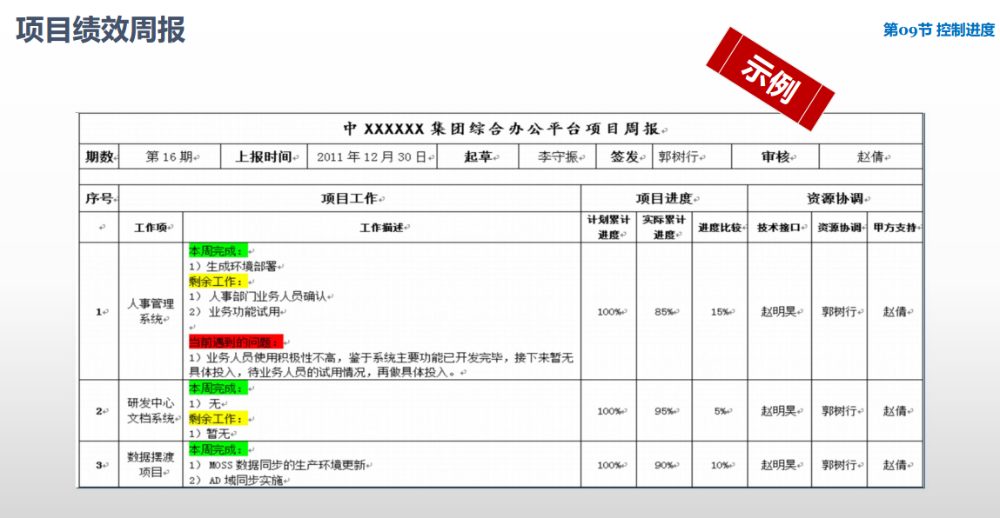 项目绩效周报
第09节 控制进度
示例
中 XXXXXX 集团综合办公平台项目周报
期数 第 16 期 上报时间 2011 年 12 月 30 日 起草 李守振 签发 郭树行 审核 赵倩
序号 项目工作 项目进度 资源协调
工作项 工作描述 计划累计进度 实际累计进度 进度比较 技术接口 资源协调 甲方支持
1 人事管理系统 100% 85% 15% 赵明昊 郭树行 赵倩
本周完成:
1)生成环境部署
剩余工作:
1) 人事部门业务人员确认
2) 业务功能试用
当前遇到的问题:
1)业务人员使用积极性不高,鉴于系统主要功能已开发完毕,接下来暂无
具体投入,待业务人员的试用情况,再做具体投入。
2 研发中心文档系统 100% 95% 5% 赵明昊 郭树行 赵倩
本周完成:
1) 无
剩余工作:
1)暂无
3 数据摆渡项目 100% 90% 10% 赵明昊 郭树行 赵倩
本周完成:
1) MOSS 数据同步的生产环境更新
2) AD 域同步实施